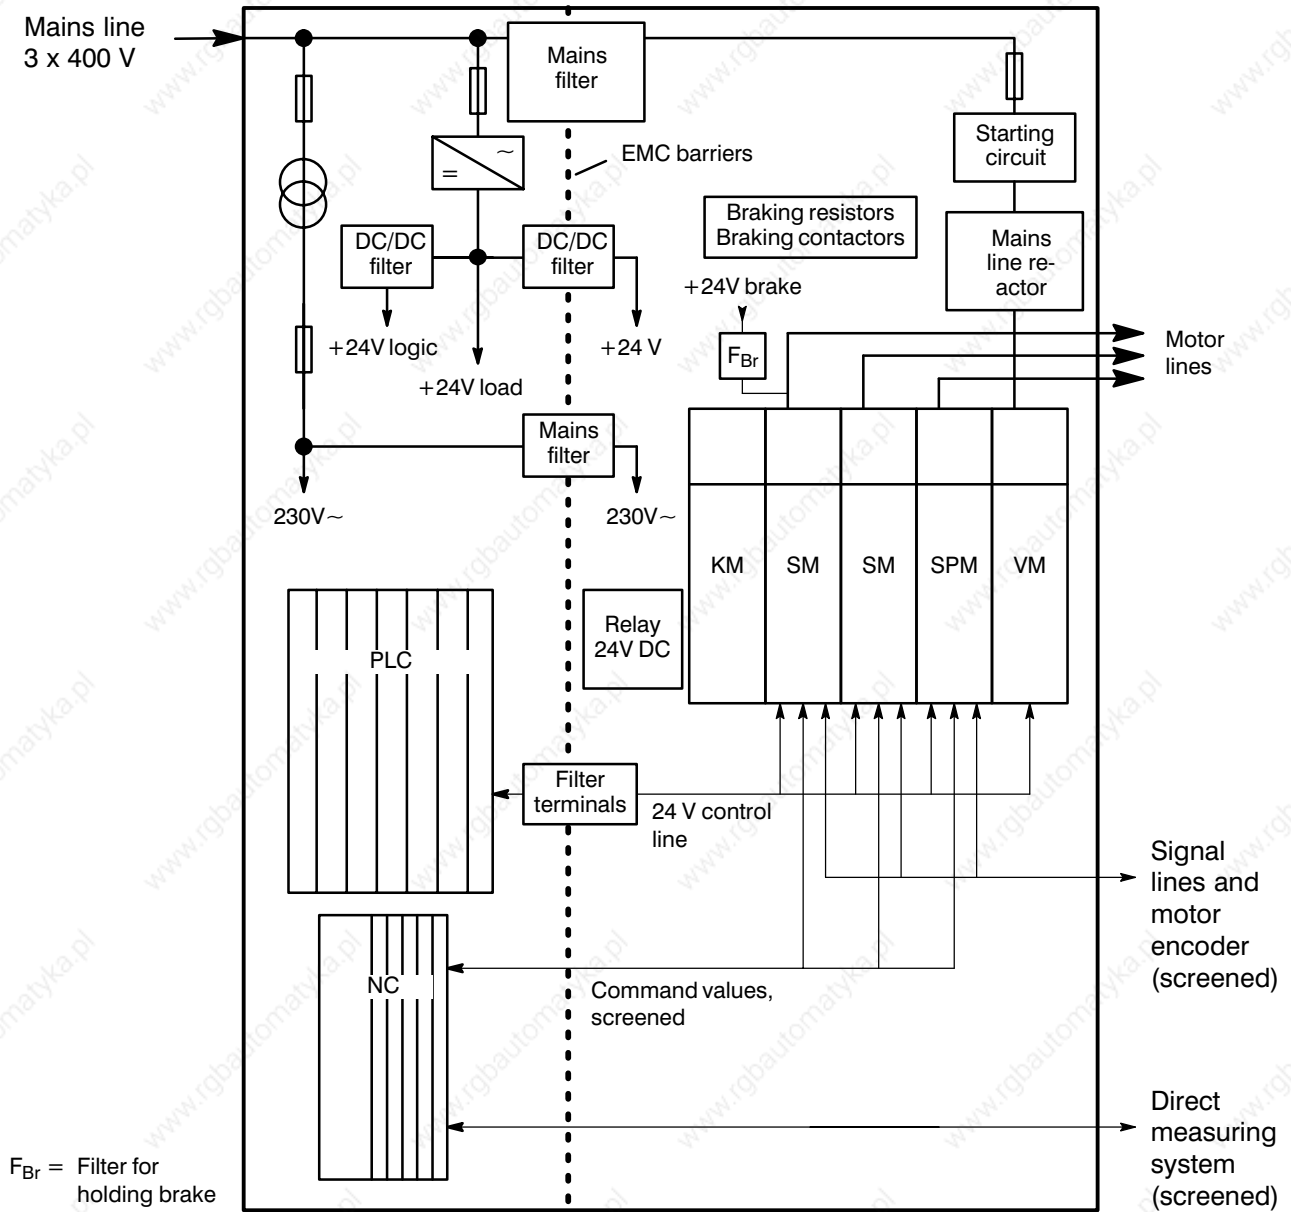 Mains line
3 x 400 V
Mains
filter
EMC barriers
Starting
circuit
~
=
Braking resistors
Braking contactors
DC/DC
filter
DC/DC
filter
Mains
line re-
actor
+24V brake
+24V logic
+24 V
FBr
Motor
lines
+24V load
Mains
filter
230V~
230V~
KM
SM
SM
SPM
VM
Relay
24V DC
PLC
Filter
terminals
24 V control
line
Signal
lines and
motor
encoder
(screened)
NC
Command values,
screened
Direct
measuring
system
(screened)
FBr = Filter for
holding brake
www.rgbautomatyka.pl